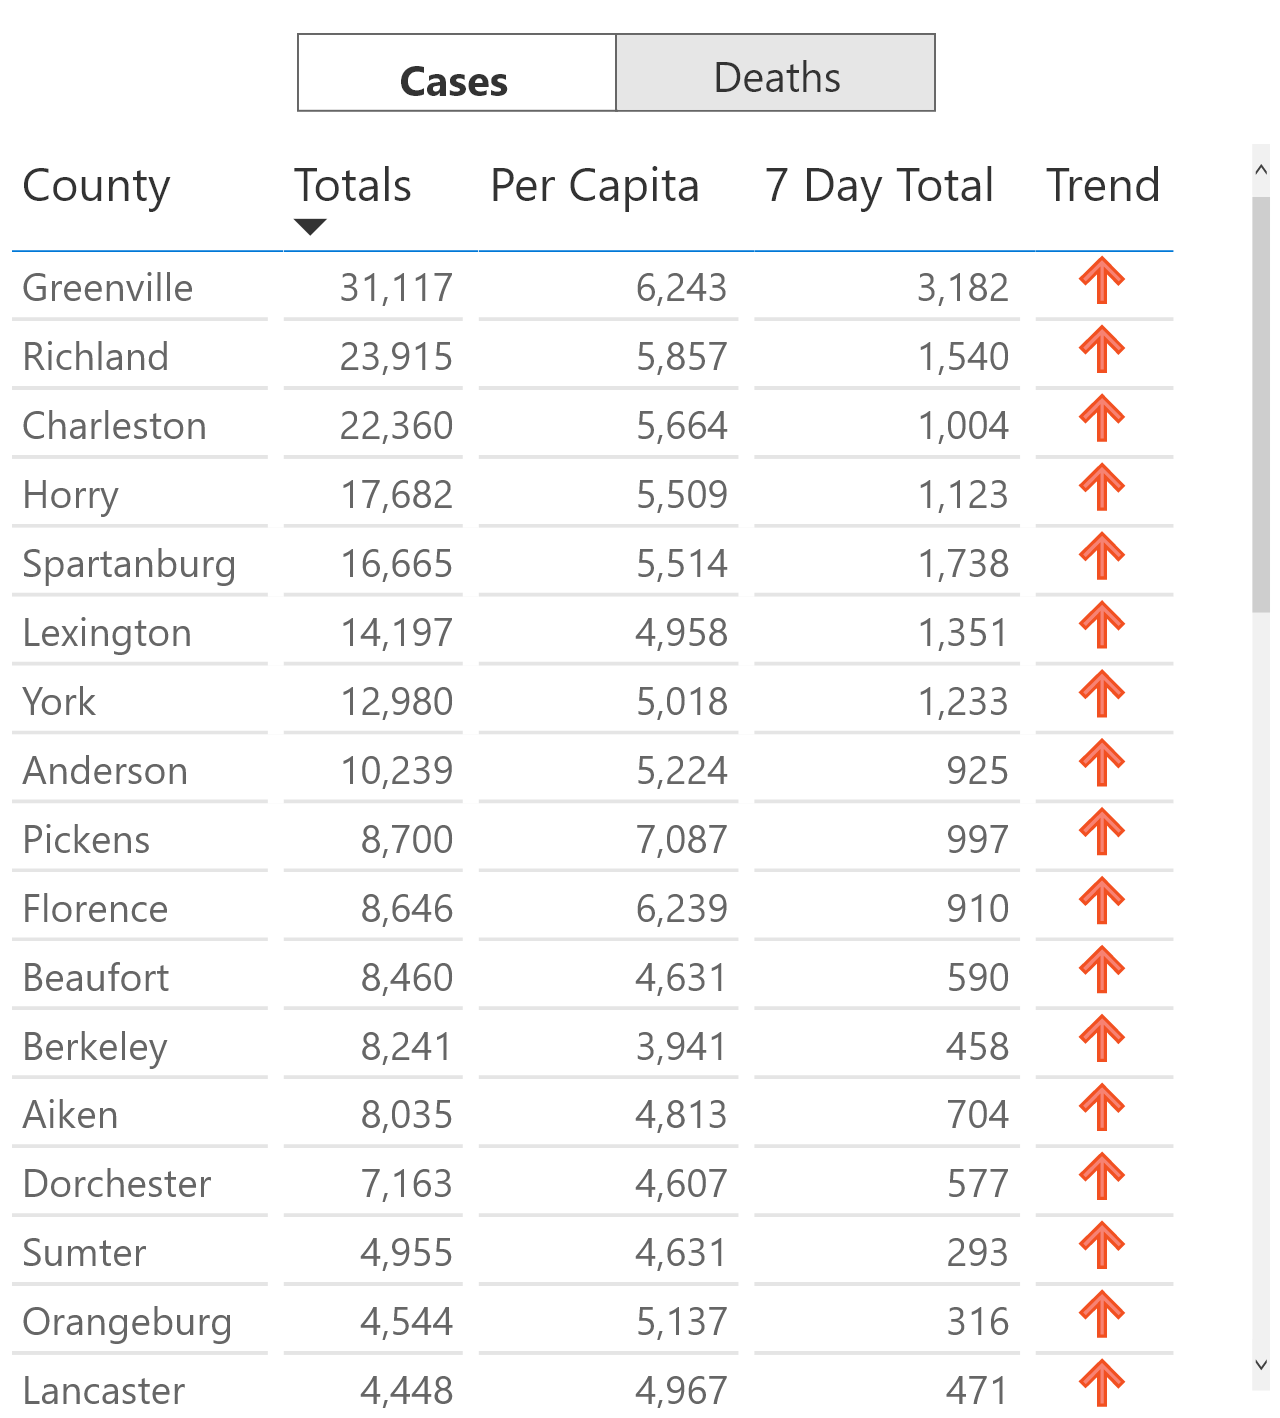 Cases Deaths
County Totals Per Capita 7 Day Total Trend
Greenville 31,117 6,243 3,182
Richland 23,915 5,857 1,540
Charleston 22,360 5,664 1,004
Horry 17,682 5,509 1,123
Spartanburg 16,665 5,514 1,738
Lexington 14,197 4,958 1,351
York 12,980 5,018 1,233
Anderson 10,239 5,224 925
Pickens 8,700 7,087 997
Florence 8,646 6,239 910
Beaufort 8,460 4,631 590
Berkeley 8,241 3,941 458
Aiken 8,035 4,813 704
Dorchester 7,163 4,607 577
Sumter 4,955 4,631 293
Orangeburg 4,544 5,137 316
Lancaster 4,448 4,967 471